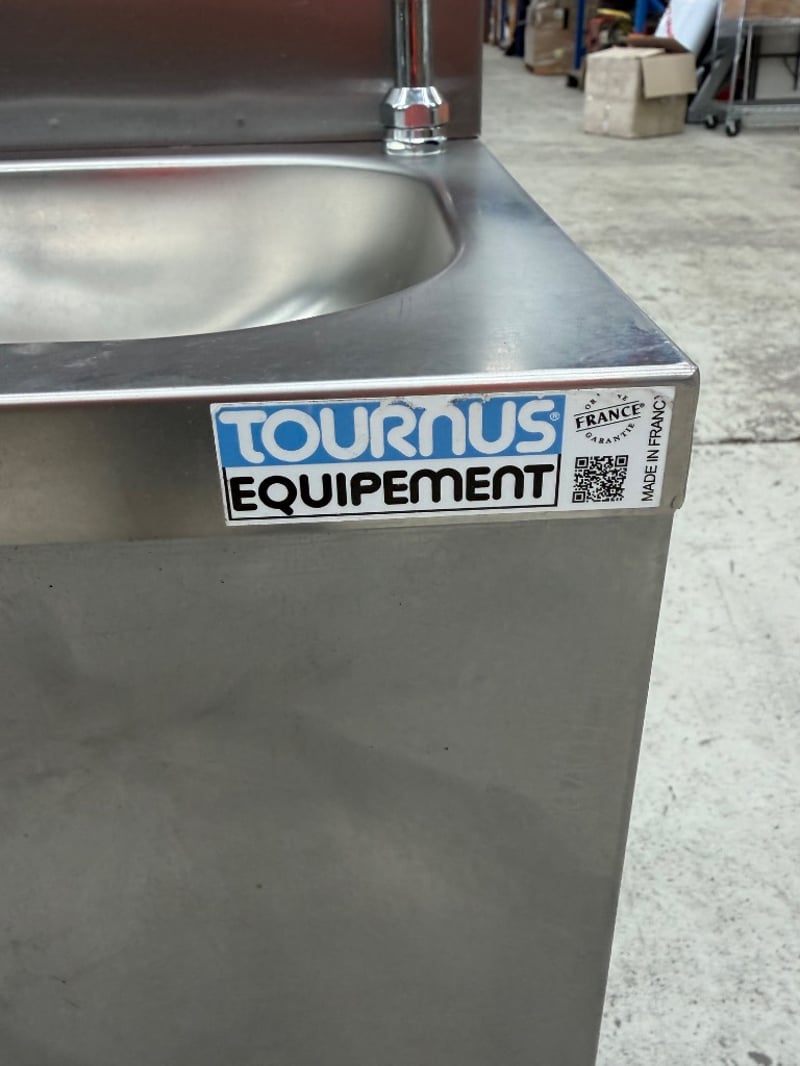 TOURNUS®
EQUIPEMENT
FRANCE®
GARANTIE
MADE IN FRANC